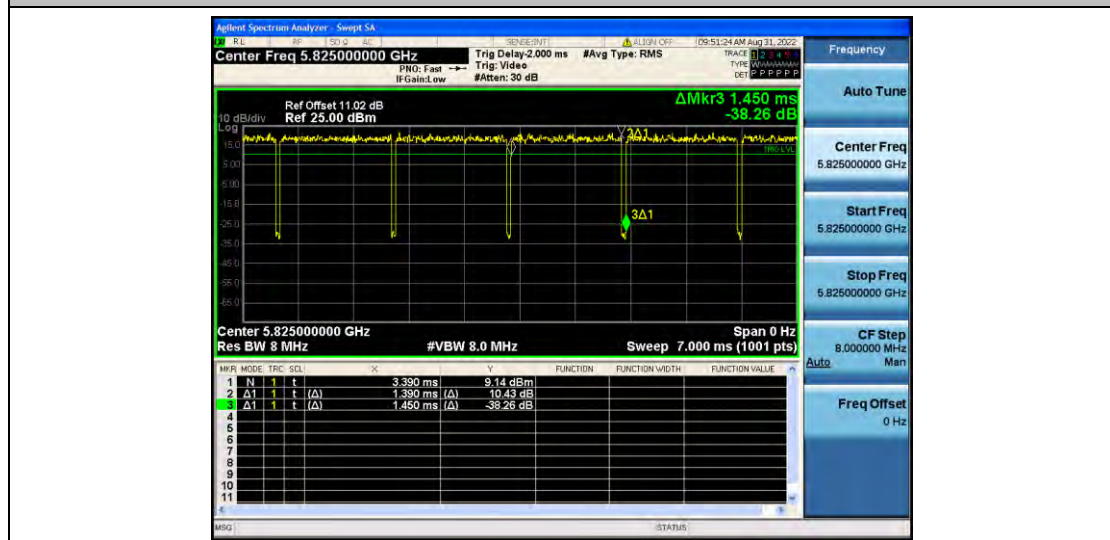 Agilent Spectrum Analyzer - Swept SA
RL RF 50 Ω AC SENSE:INT ALIGN OFF 09:51:24 AM Aug 31, 2022
Center Freq 5.825000000 GHz
PNO: Fast
IFGain:Low
Trig Delay-2.000 ms
Trig: Video
#Atten: 30 dB
#Avg Type: RMS
TRACE 1 2 3 4 5 6
TYPE
DET P P P P P P
Ref Offset 11.02 dB
Ref 25.00 dBm
10 dB/div
Log
ΔMkr3 1.450 ms
-38.26 dB
15.0
5.00
-5.00
-15.0
-25.0
-35.0
-45.0
-55.0
-65.0
3Δ1
TRIG LVL
3Δ1
Center 5.825000000 GHz
Span 0 Hz
Res BW 8 MHz
#VBW 8.0 MHz
Sweep 7.000 ms (1001 pts)
MKR MODE TRC SCL X Y FUNCTION FUNCTION WIDTH FUNCTION VALUE
1 N 1 t 3.390 ms 9.14 dBm
2 Δ1 1 t (Δ) 1.390 ms (Δ) 10.43 dB
3 Δ1 1 t (Δ) 1.450 ms (Δ) -38.26 dB
4
5
6
7
8
9
10
11
MSG
STATUS
Frequency
Auto Tune
Center Freq
5.825000000 GHz
Start Freq
5.825000000 GHz
Stop Freq
5.825000000 GHz
CF Step
8.000000 MHz
Auto Man
Freq Offset
0 Hz